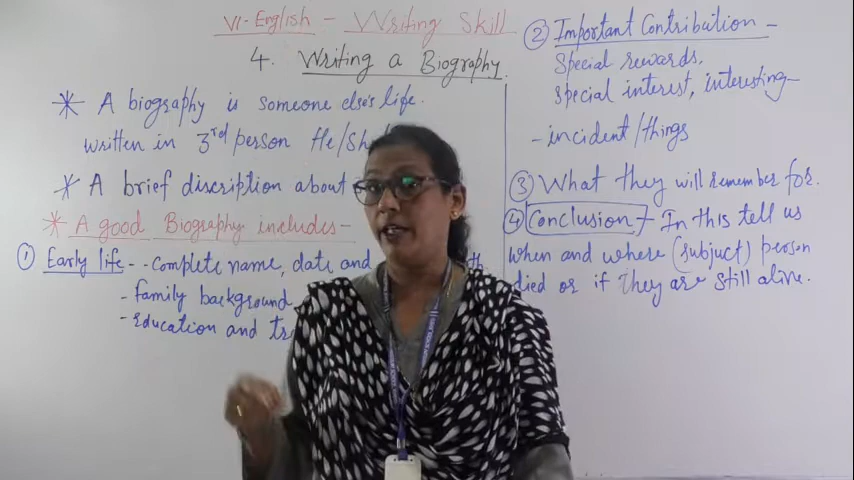 VI - English - Writing Skill
4. Writing a Biography.
* A biography is someone else's life.
written in 3rd person He/Sh
* A brief discription about
* A good Biography includes-
① Early life - - complete name, date and th
- family background
- Education and tr
② Important Contribution -
Special rewards,
Special interest, interesting-
- incident/things
③ What they will remember for.
④ Conclusion - In this tell us
when and where (subject) person
died or if They are still alive.